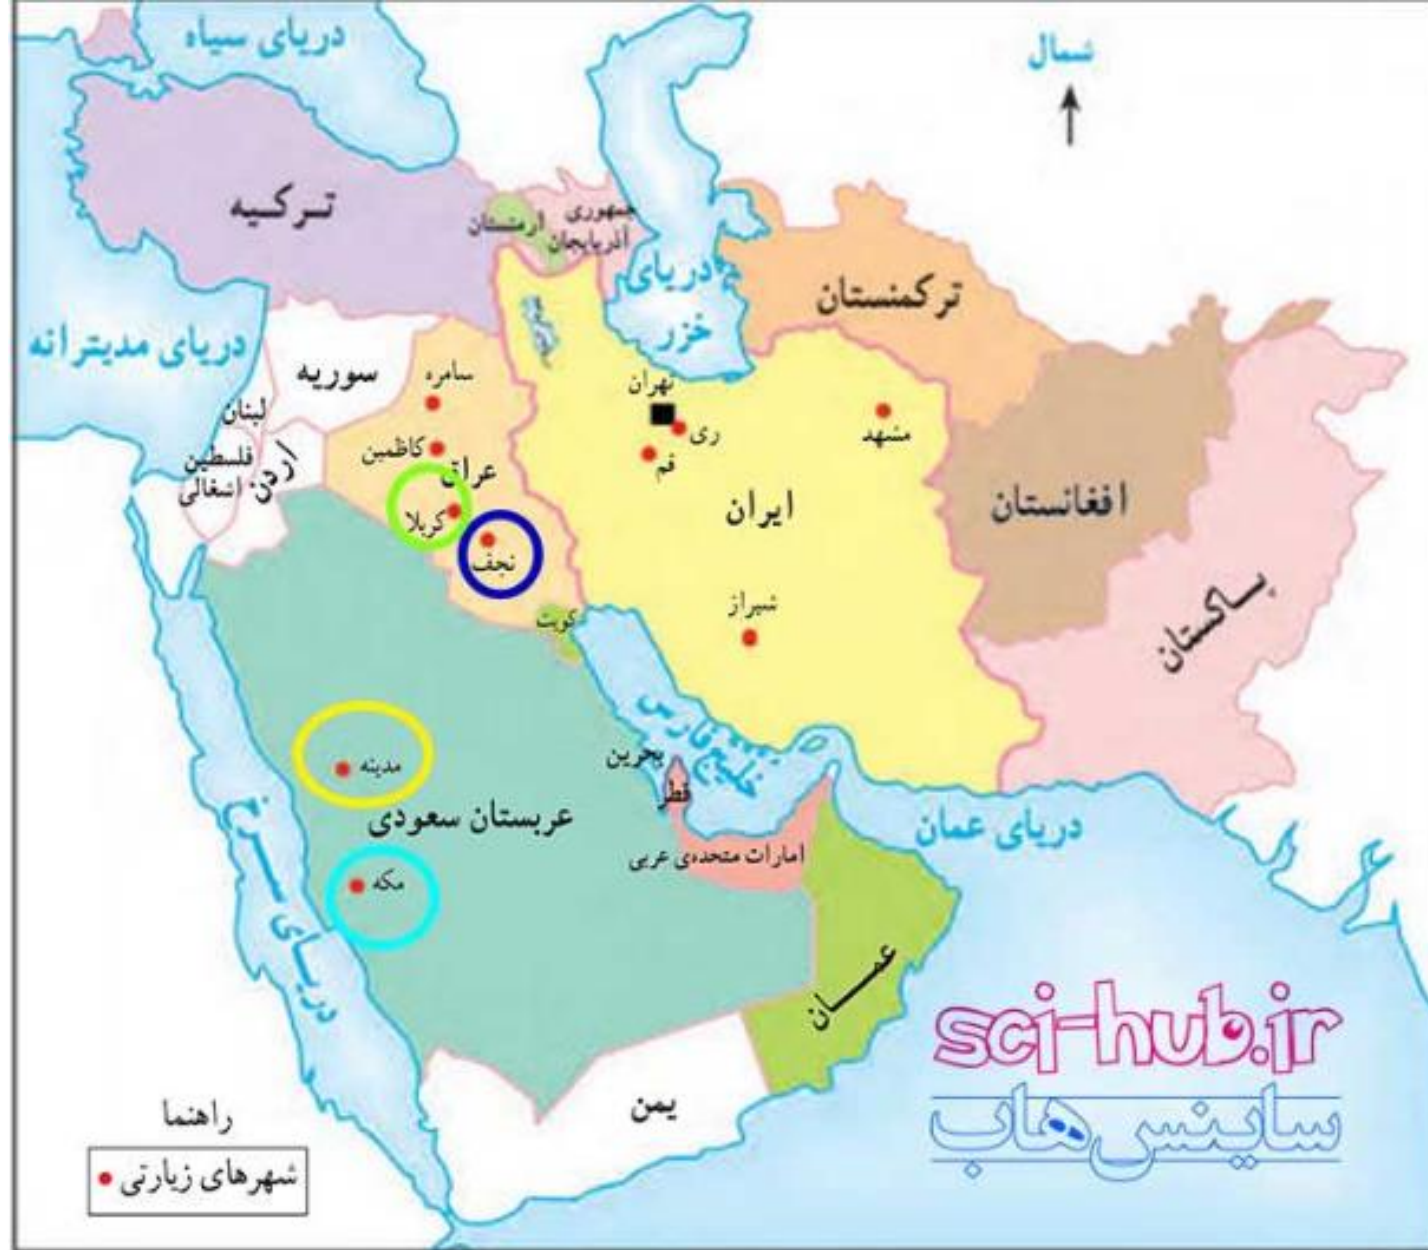 دریای سیاه
شمال
ترکیه
ارمنستان
جمهوری
آذربایجان
دریای
خزر
ترکمنستان
دریای مدیترانه
سوریه
سامره
تهران
ری
قم
مشهد
لبنان
فلسطین
اشغالی
اردن
کاظمین
عراق
کربلا
نجف
ایران
افغانستان
پاکستان
شیراز
کویت
خلیج فارس
بحرین
قطر
مدینه
عربستان سعودی
مکه
امارات متحده‌ی عربی
دریای عمان
دریای سرخ
عمان
یمن
sci-hub.ir
ساینس هاب
راهنما
شهرهای زیارتی